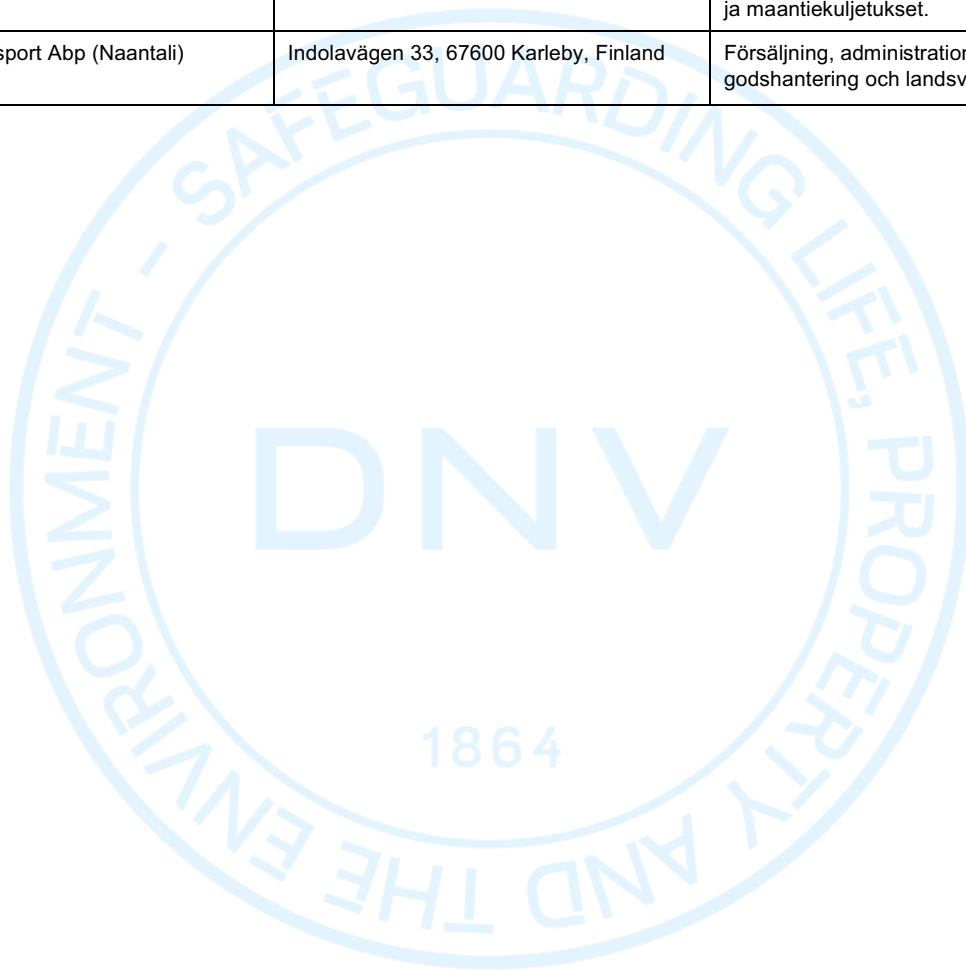 ja maantiekuljetukset.
sport Abp (Naantali) Indolavägen 33, 67600 Karleby, Finland Försäljning, administration
godshantering och landsv
SAFEGUARDING LIFE, PROPERTY AND THE ENVIRONMENT -
DNV
1864